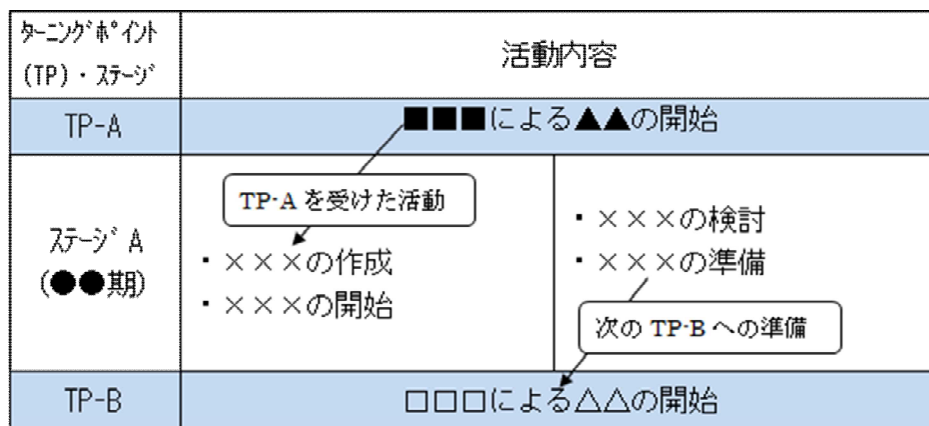 ﾀｰﾆﾝｸﾞﾎﾟｲﾝﾄ
(TP)・ｽﾃｰｼﾞ
活動内容
TP-A
■■■による▲▲の開始
ｽﾃｰｼﾞ A
(●●期)
TP-A を受けた活動
・×××の作成
・×××の開始
・×××の検討
・×××の準備
次の TP-B への準備
TP-B
□□□による△△の開始